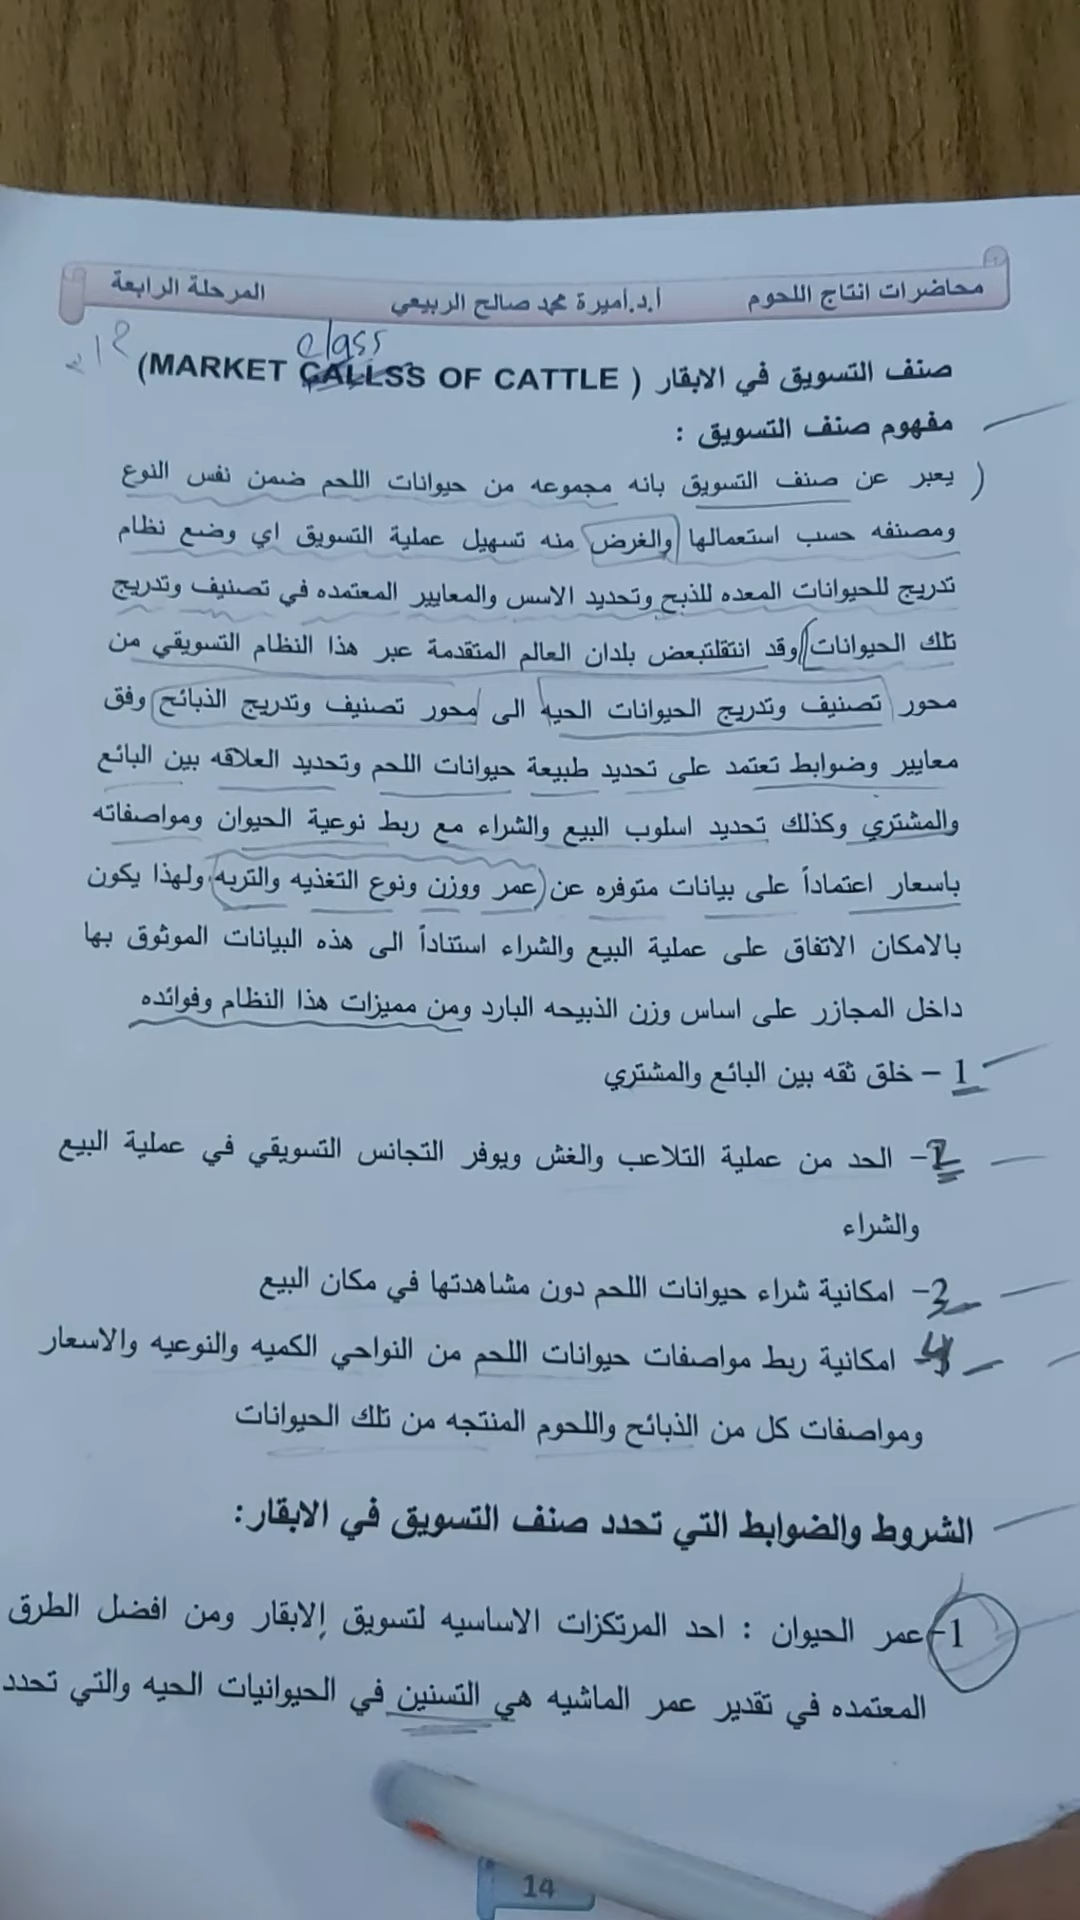 محاضرات انتاج اللحوم أ.د.أميرة محمد صالح الربيعي المرحلة الرابعة
class
صنف التسويق في الابقار ( MARKET CALLSS OF CATTLE)
مفهوم صنف التسويق :
يعبر عن صنف التسويق بانه مجموعه من حيوانات اللحم ضمن نفس النوع
ومصنفه حسب استعمالها والغرض منه تسهيل عملية التسويق اي وضع نظام
تدريج للحيوانات المعده للذبح وتحديد الاسس والمعايير المعتمده في تصنيف وتدريج
تلك الحيوانات وقد انتقلتبعض بلدان العالم المتقدمة عبر هذا النظام التسويقي من
محور تصنيف وتدريج الحيوانات الحيه الى محور تصنيف وتدريج الذبائح وفق
معايير وضوابط تعتمد على تحديد طبيعة حيوانات اللحم وتحديد العلاقه بين البائع
والمشتري وكذلك تحديد اسلوب البيع والشراء مع ربط نوعية الحيوان ومواصفاته
باسعار اعتماداً على بيانات متوفره عن عمر ووزن ونوع التغذيه والتربه ولهذا يكون
بالامكان الاتفاق على عملية البيع والشراء استناداً الى هذه البيانات الموثوق بها
داخل المجازر على اساس وزن الذبيحه البارد ومن مميزات هذا النظام وفوائده
1 – خلق ثقه بين البائع والمشتري
2- الحد من عملية التلاعب والغش ويوفر التجانس التسويقي في عملية البيع
والشراء
3- امكانية شراء حيوانات اللحم دون مشاهدتها في مكان البيع
4- امكانية ربط مواصفات حيوانات اللحم من النواحي الكميه والنوعيه والاسعار
ومواصفات كل من الذبائح واللحوم المنتجه من تلك الحيوانات
الشروط والضوابط التي تحدد صنف التسويق في الابقار:
1-عمر الحيوان : احد المرتكزات الاساسيه لتسويق الابقار ومن افضل الطرق
المعتمده في تقدير عمر الماشيه هي التسنين في الحيوانيات الحيه والتي تحدد
14